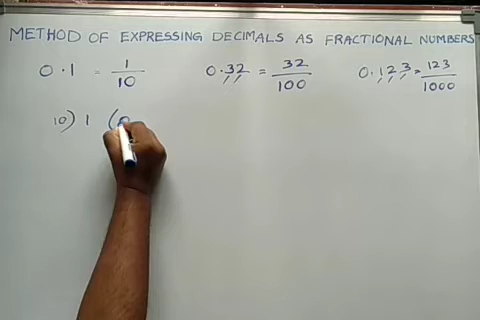 METHOD OF EXPRESSING DECIMALS AS FRACTIONAL NUMBERS
0.1 = 1/10 0.32 = 32/100 0.123 = 123/1000
10) 1 (0